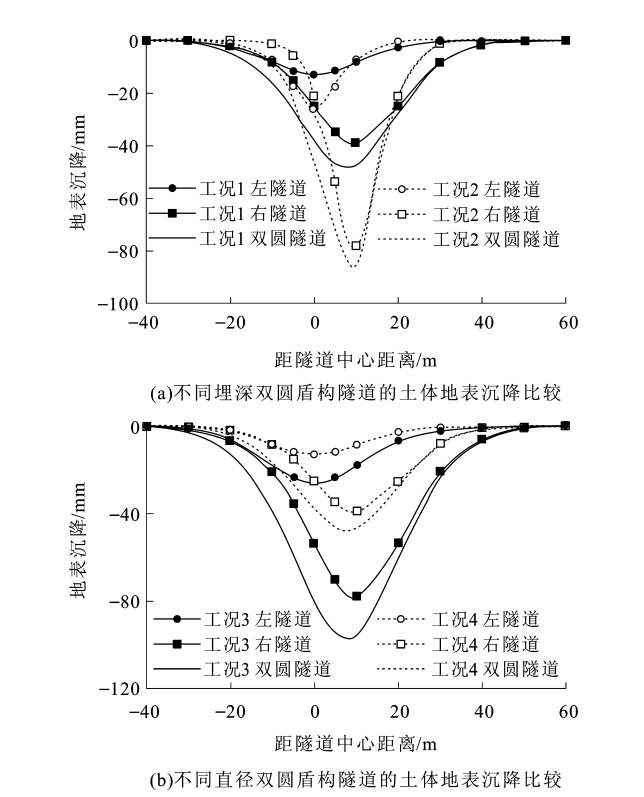 0
−20
−40
−60
−80
−100
地表沉降/mm
工况1 左隧道
工况2 左隧道
工况1 右隧道
工况2 右隧道
工况1 双圆隧道
工况2 双圆隧道
−40 −20 0 20 40 60
距隧道中心距离/m
(a)不同埋深双圆盾构隧道的土体地表沉降比较
0
−40
−80
−120
地表沉降/mm
工况3 左隧道
工况4 左隧道
工况3 右隧道
工况4 右隧道
工况3 双圆隧道
工况4 双圆隧道
−40 −20 0 20 40 60
距隧道中心距离/m
(b)不同直径双圆盾构隧道的土体地表沉降比较